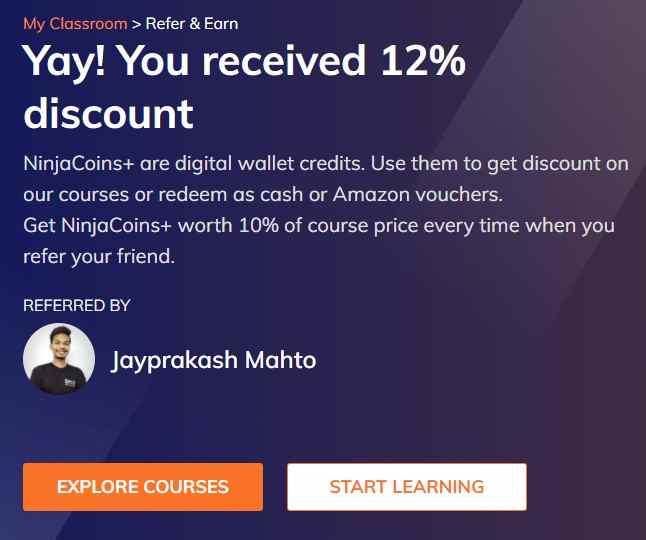 My Classroom > Refer & Earn
Yay! You received 12%
discount
NinjaCoins+ are digital wallet credits. Use them to get discount on
our courses or redeem as cash or Amazon vouchers.
Get NinjaCoins+ worth 10% of course price every time when you
refer your friend.
REFERRED BY
Jayprakash Mahto
EXPLORE COURSES
START LEARNING